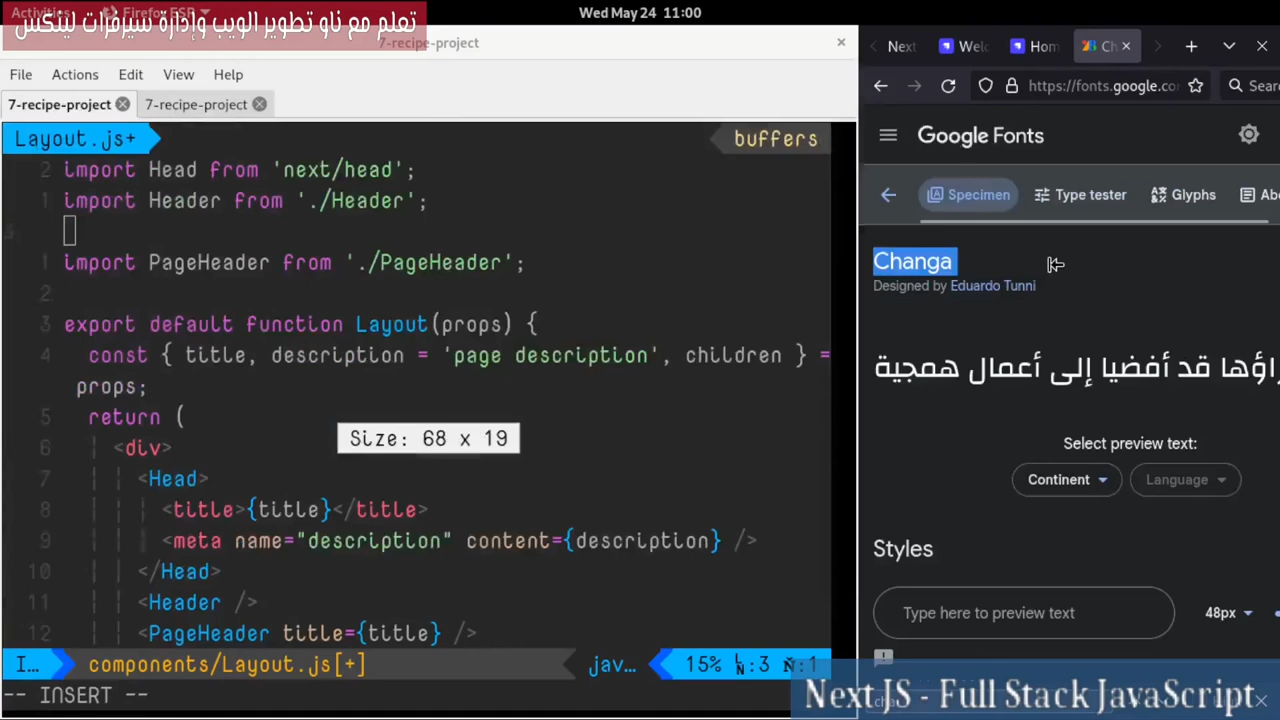 Activities
Firefox ESR
Wed May 24 11:00
تعلم مع ناو تطوير الويب وإدارة سيرفرات لينكس
7-recipe-project
File Actions Edit View Help
7-recipe-project
7-recipe-project
Layout.js+
buffers
2 import Head from 'next/head';
1 import Header from './Header';
1 import PageHeader from './PageHeader';
2
3 export default function Layout(props) {
4 const { title, description = 'page description', children } =
props;
5 return (
6 <div>
7 <Head>
8 <title>{title}</title>
9 <meta name="description" content={description} />
10 </Head>
11 <Header />
12 <PageHeader title={title} />
Size: 68 x 19
I... components/Layout.js[+] jav... 15% ㏑:3 :1
-- INSERT --
Next
Wel
Hom
Ch
https://fonts.google.co
Sear
Google Fonts
Specimen
Type tester
Glyphs
Abo
Changa
Designed by Eduardo Tunni
راؤها قد أفضيا إلى أعمال همجية
Select preview text:
Continent
Language
Styles
Type here to preview text
48px
Next JS - Full Stack JavaScript